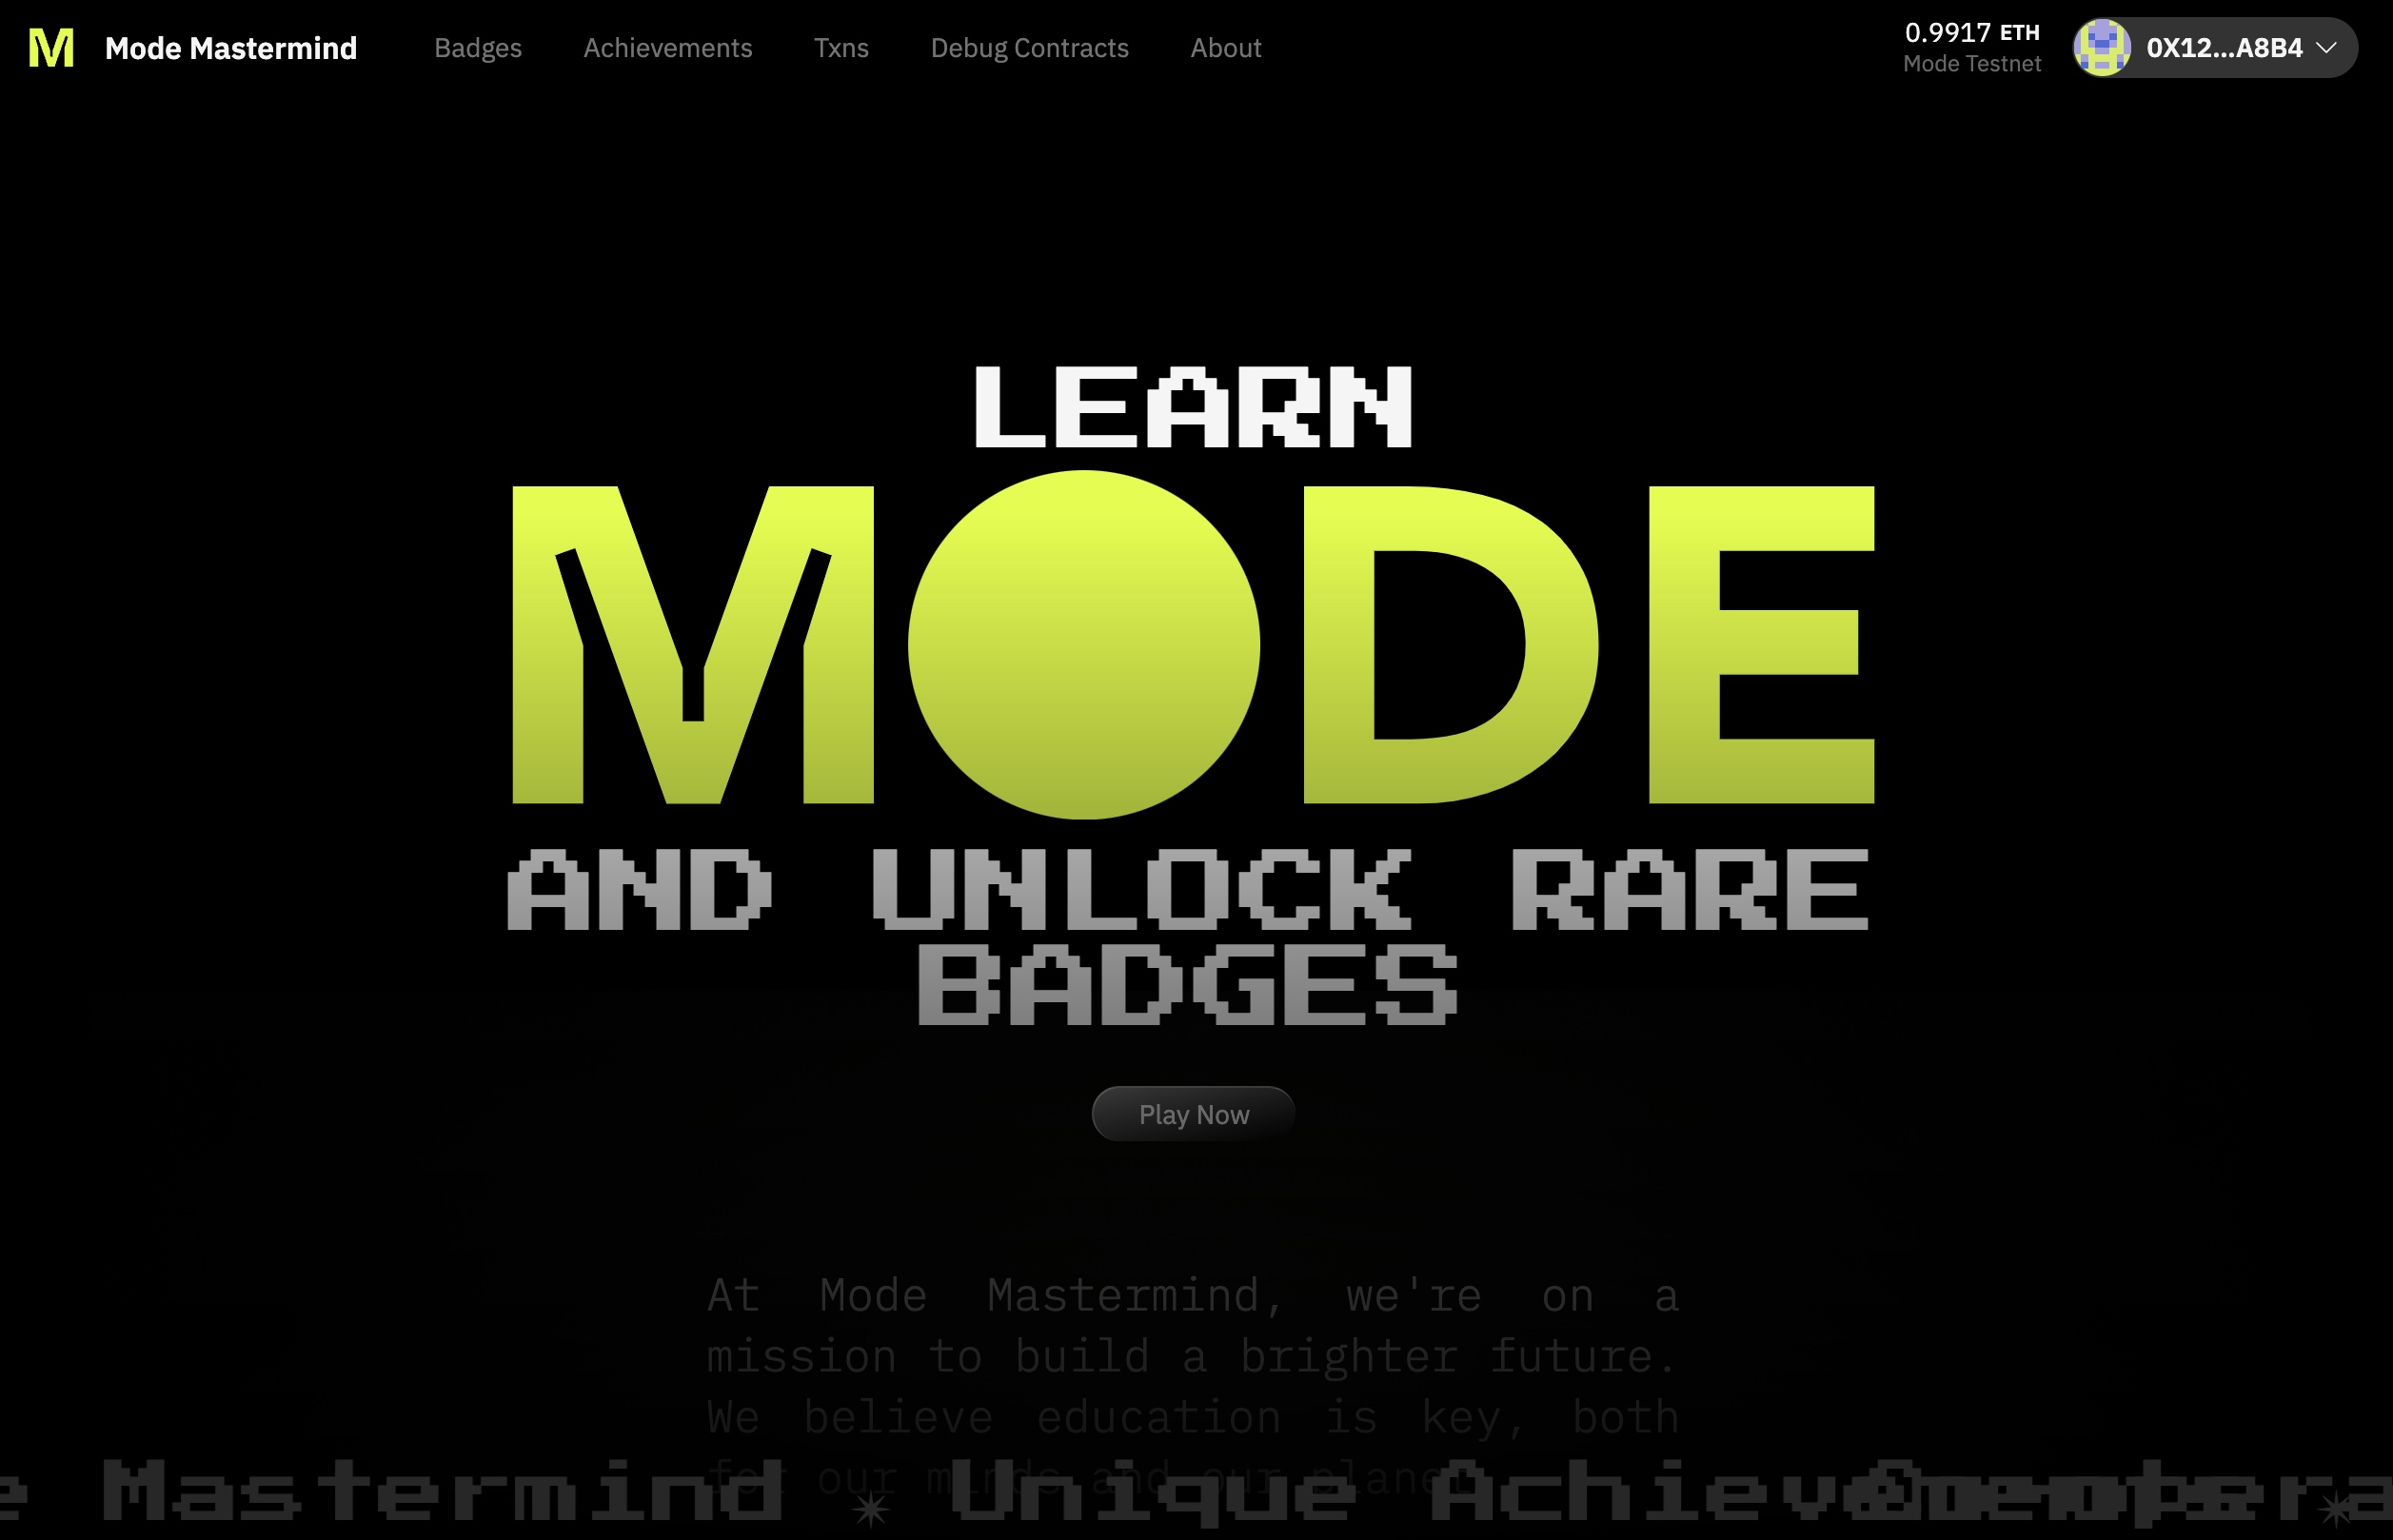 M Mode Mastermind Badges Achievements Txns Debug Contracts About 0.9917 ETH 0X12...A8B4
Mode Testnet
LEARN
MODE
AND UNLOCK RARE
BADGES
Play Now
At Mode Mastermind, we're on a
mission to build a brighter future.
We believe education is key, both
for our minds and our planet
e Mastermind Unique